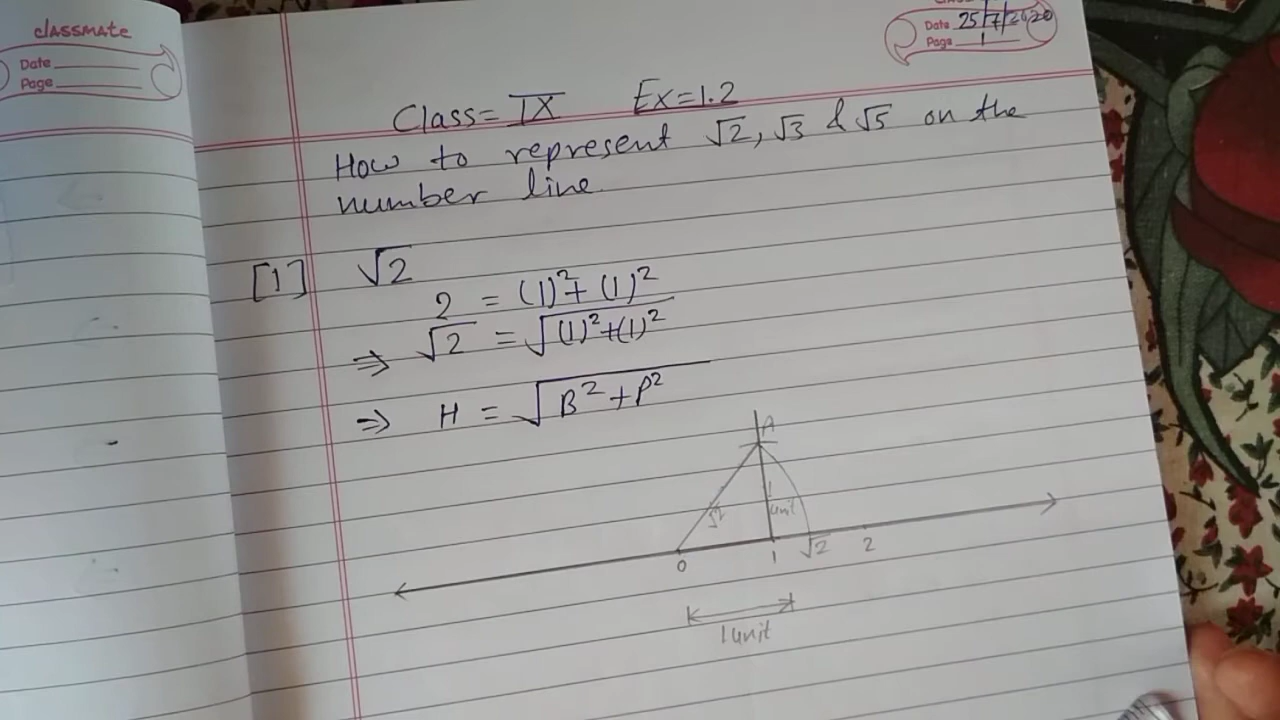 classmate
Date
Page
Date 25/7/2020
Page 1
Class = IX Ex = 1.2
How to represent √2, √3 & √5 on the
number line.
[1] √2
2 = (1)² + (1)²
⇒ √2 = √(1)²+(1)²
⇒ H = √B²+P²
A
√2
1 unit
0 1 √2 2
1 unit